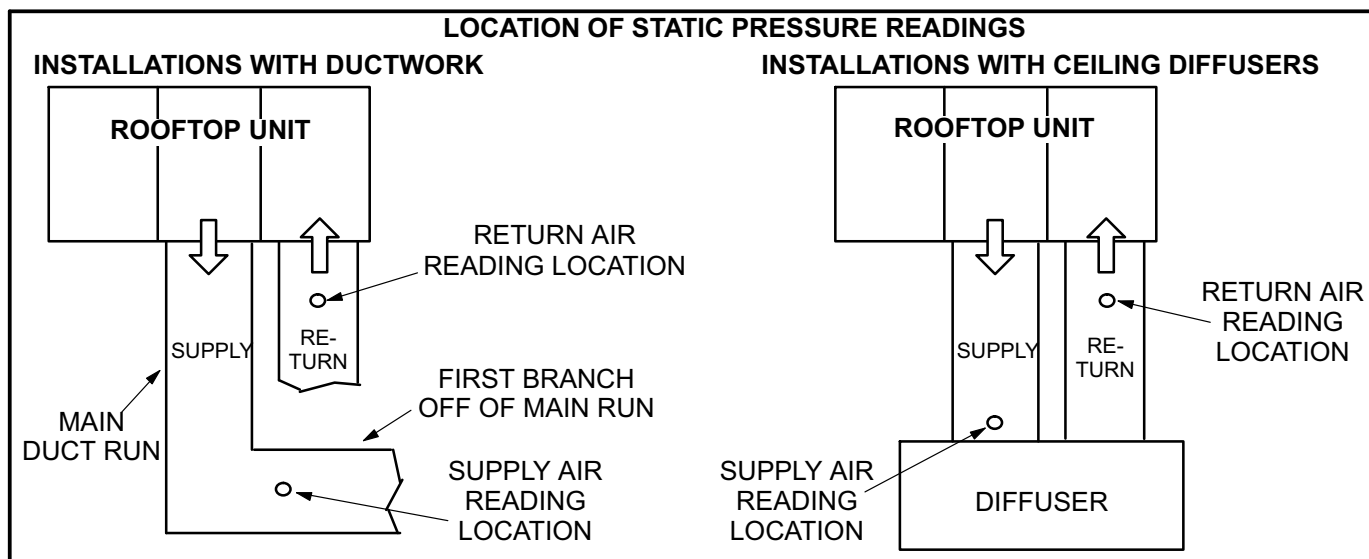 LOCATION OF STATIC PRESSURE READINGS
INSTALLATIONS WITH DUCTWORK
ROOFTOP UNIT
RETURN AIR
READING LOCATION
SUPPLY
RE-
TURN
MAIN
DUCT RUN
FIRST BRANCH
OFF OF MAIN RUN
SUPPLY AIR
READING
LOCATION
INSTALLATIONS WITH CEILING DIFFUSERS
ROOFTOP UNIT
RETURN AIR
READING
LOCATION
SUPPLY
RE-
TURN
SUPPLY AIR
READING
LOCATION
DIFFUSER